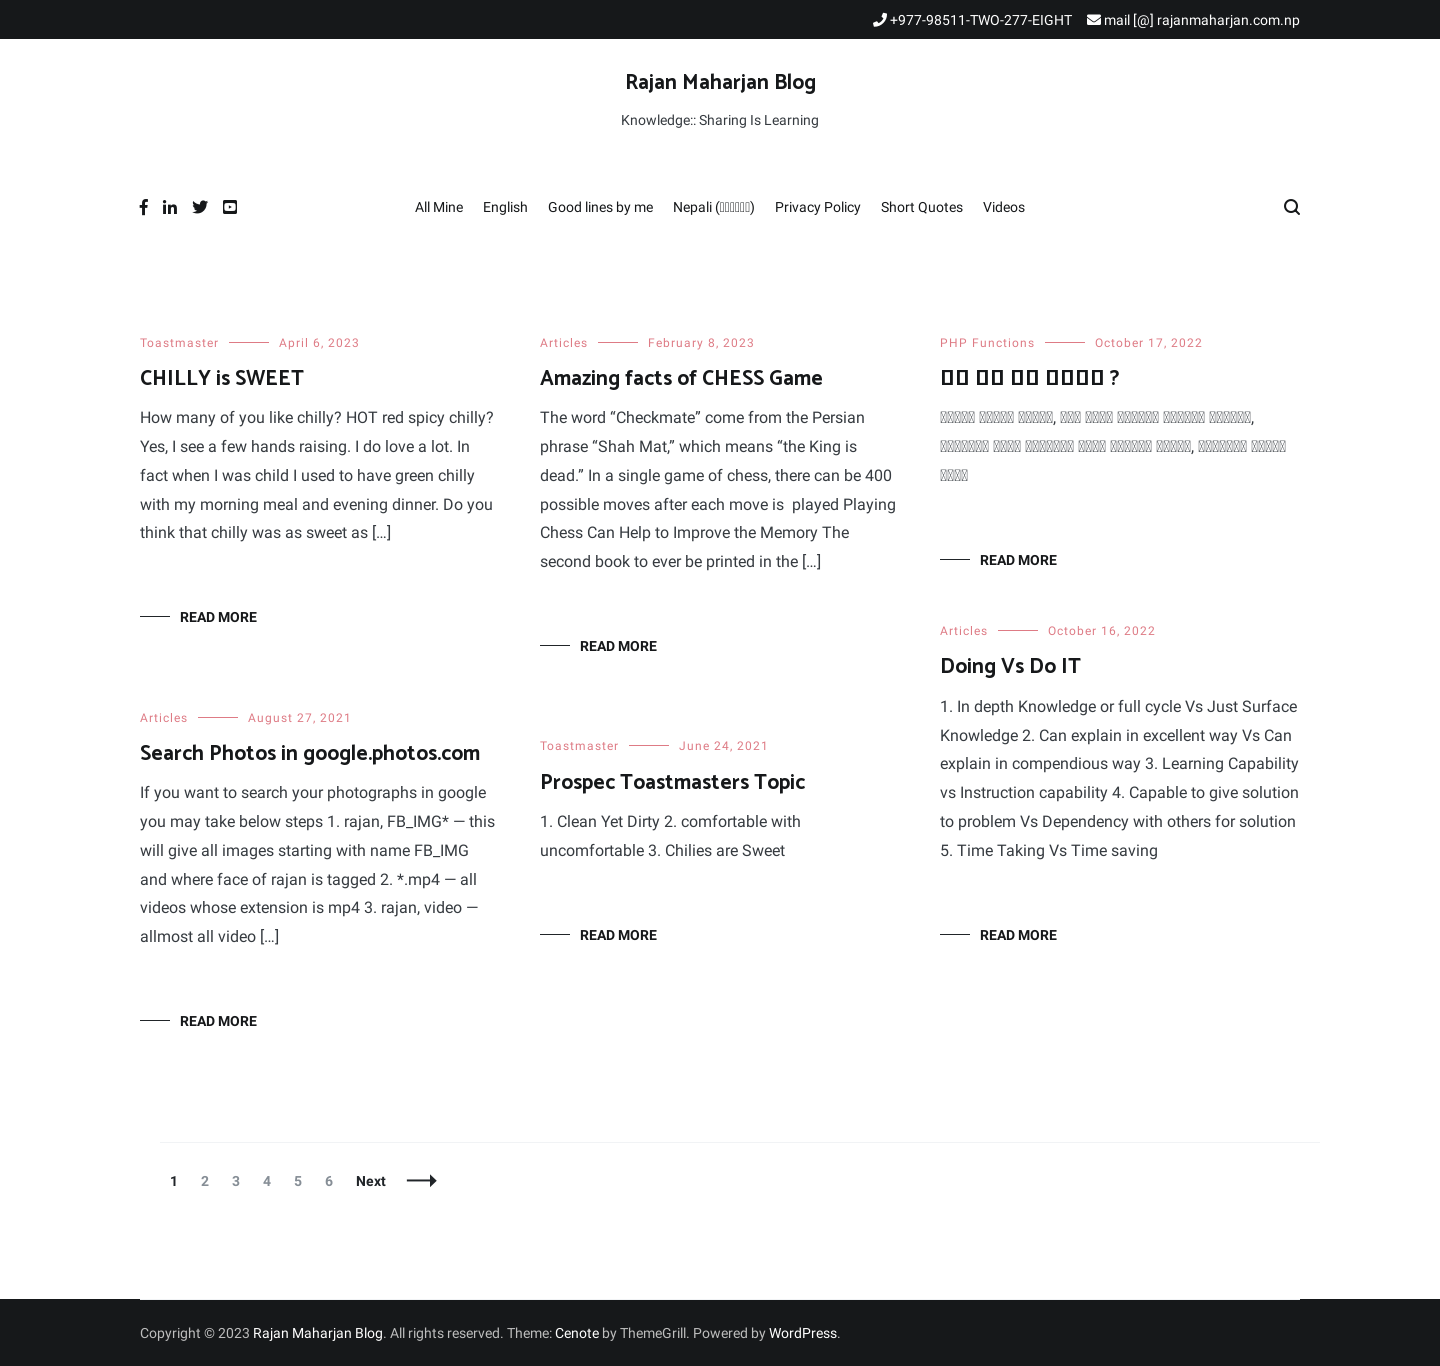 +977-98511-TWO-277-EIGHT mail [@] rajanmaharjan.com.np
Rajan Maharjan Blog
Knowledge:: Sharing Is Learning
All Mine English Good lines by me Nepali ( ) Privacy Policy Short Quotes Videos
Toastmaster April 6, 2023
CHILLY is SWEET
How many of you like chilly? HOT red spicy chilly?
Yes, I see a few hands raising. I do love a lot. In
fact when I was child I used to have green chilly
with my morning meal and evening dinner. Do you
think that chilly was as sweet as […]
READ MORE
Articles February 8, 2023
Amazing facts of CHESS Game
The word “Checkmate” come from the Persian
phrase “Shah Mat,” which means “the King is
dead.” In a single game of chess, there can be 400
possible moves after each move is  played Playing
Chess Can Help to Improve the Memory The
second book to ever be printed in the […]
READ MORE
PHP Functions October 17, 2022
READ MORE
Articles October 16, 2022
Doing Vs Do IT
1. In depth Knowledge or full cycle Vs Just Surface
Knowledge 2. Can explain in excellent way Vs Can
explain in compendious way 3. Learning Capability
vs Instruction capability 4. Capable to give solution
to problem Vs Dependency with others for solution
5. Time Taking Vs Time saving
READ MORE
Articles August 27, 2021
Search Photos in google.photos.com
If you want to search your photographs in google
you may take below steps 1. rajan, FB_IMG* — this
will give all images starting with name FB_IMG
and where face of rajan is tagged 2. *.mp4 — all
videos whose extension is mp4 3. rajan, video —
allmost all video […]
READ MORE
Toastmaster June 24, 2021
Prospec Toastmasters Topic
1. Clean Yet Dirty 2. comfortable with
uncomfortable 3. Chilies are Sweet
READ MORE
1 2 3 4 5 6 Next
Copyright © 2023 Rajan Maharjan Blog. All rights reserved. Theme: Cenote by ThemeGrill. Powered by WordPress.